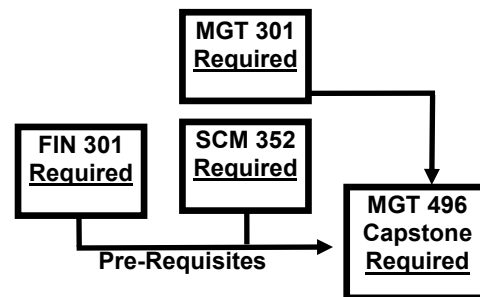 MGT 301
Required
FIN 301
Required
SCM 352
Required
MGT 496
Capstone
Required
Pre-Requisites